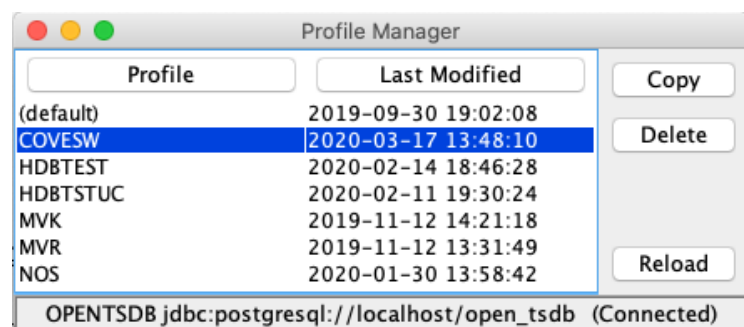 Profile Manager
Profile Last Modified Copy
(default) 2019-09-30 19:02:08
COVESW 2020-03-17 13:48:10 Delete
HDBTEST 2020-02-14 18:46:28
HDBTSTUC 2020-02-11 19:30:24
MVK 2019-11-12 14:21:18
MVR 2019-11-12 13:31:49
NOS 2020-01-30 13:58:42 Reload
OPENTSDB jdbc:postgresql://localhost/open_tsdb (Connected)